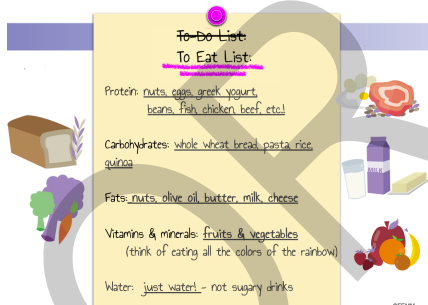 To-Do List:
To Eat List:
Protein: nuts, eggs, greek yogurt,
beans, fish, chicken, beef, etc.!
Carbohydrates: whole wheat bread, pasta, rice,
quinoa
Fats: nuts, olive oil, butter, milk, cheese
Vitamins & minerals: fruits & vegetables
(think of eating all the colors of the rainbow)
Water: just water! - not sugary drinks
MILK